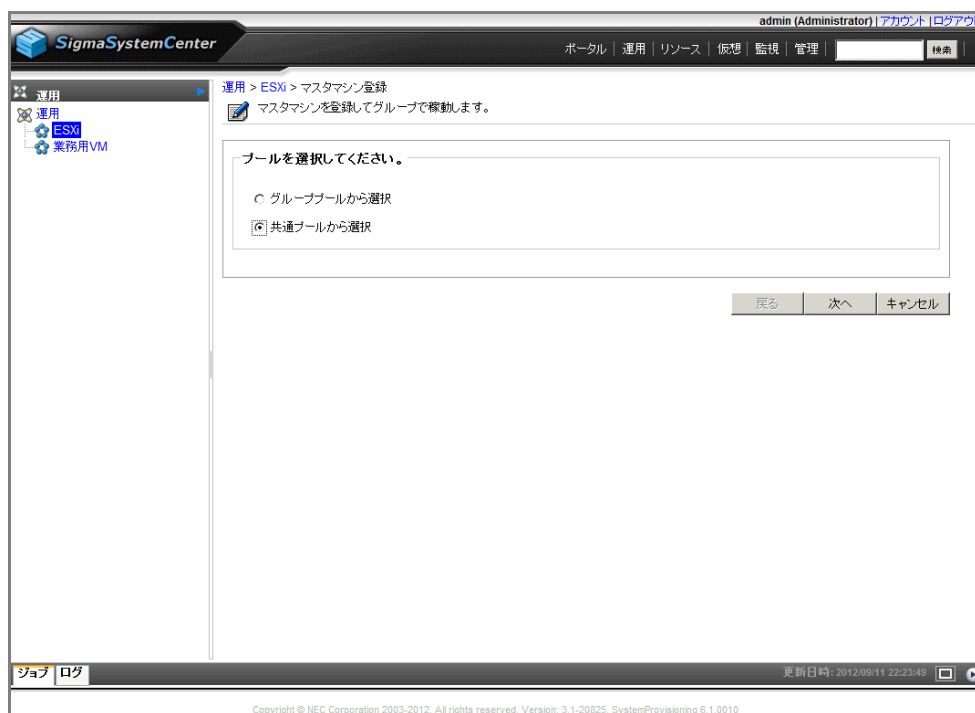 admin (Administrator) | アカウント | ログアウ
SigmaSystemCenter
ポータル | 運用 | リソース | 仮想 | 監視 | 管理 | 検索
運用
運用
ESXi
業務用VM
運用 > ESXi > マスタマシン登録
マスタマシンを登録してグループで稼動します。
プールを選択してください。
グループプールから選択
共通プールから選択
戻る 次へ キャンセル
ジョブ ログ 更新日時: 2012/09/11 22:23:49
Copyright © NEC Corporation 2003-2012. All rights reserved. Version: 3.1-20825, SystemProvisioning 6.1.0010